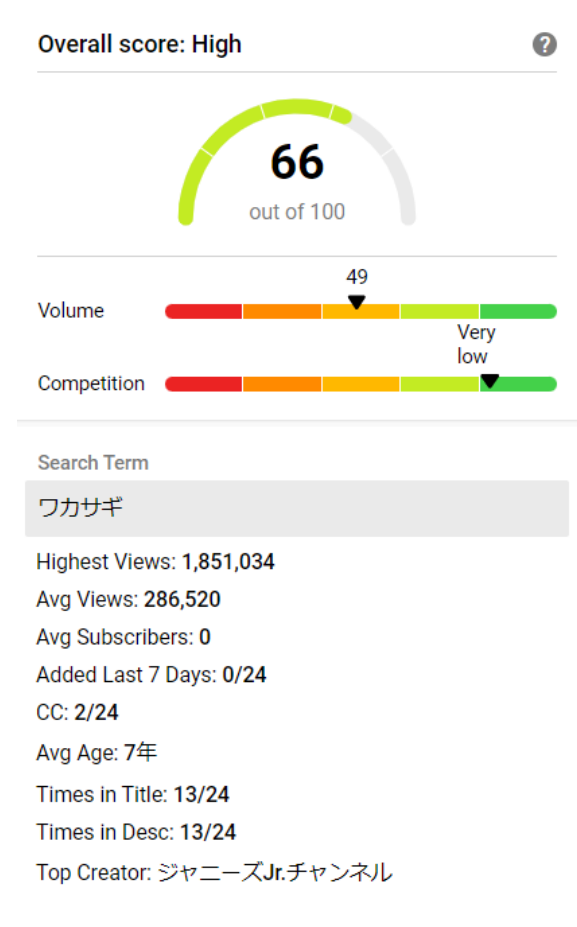 Overall score: High
?
66
out of 100
49
Volume
Very
low
Competition
Search Term
ワカサギ
Highest Views: 1,851,034
Avg Views: 286,520
Avg Subscribers: 0
Added Last 7 Days: 0/24
CC: 2/24
Avg Age: 7年
Times in Title: 13/24
Times in Desc: 13/24
Top Creator: ジャニーズJr.チャンネル